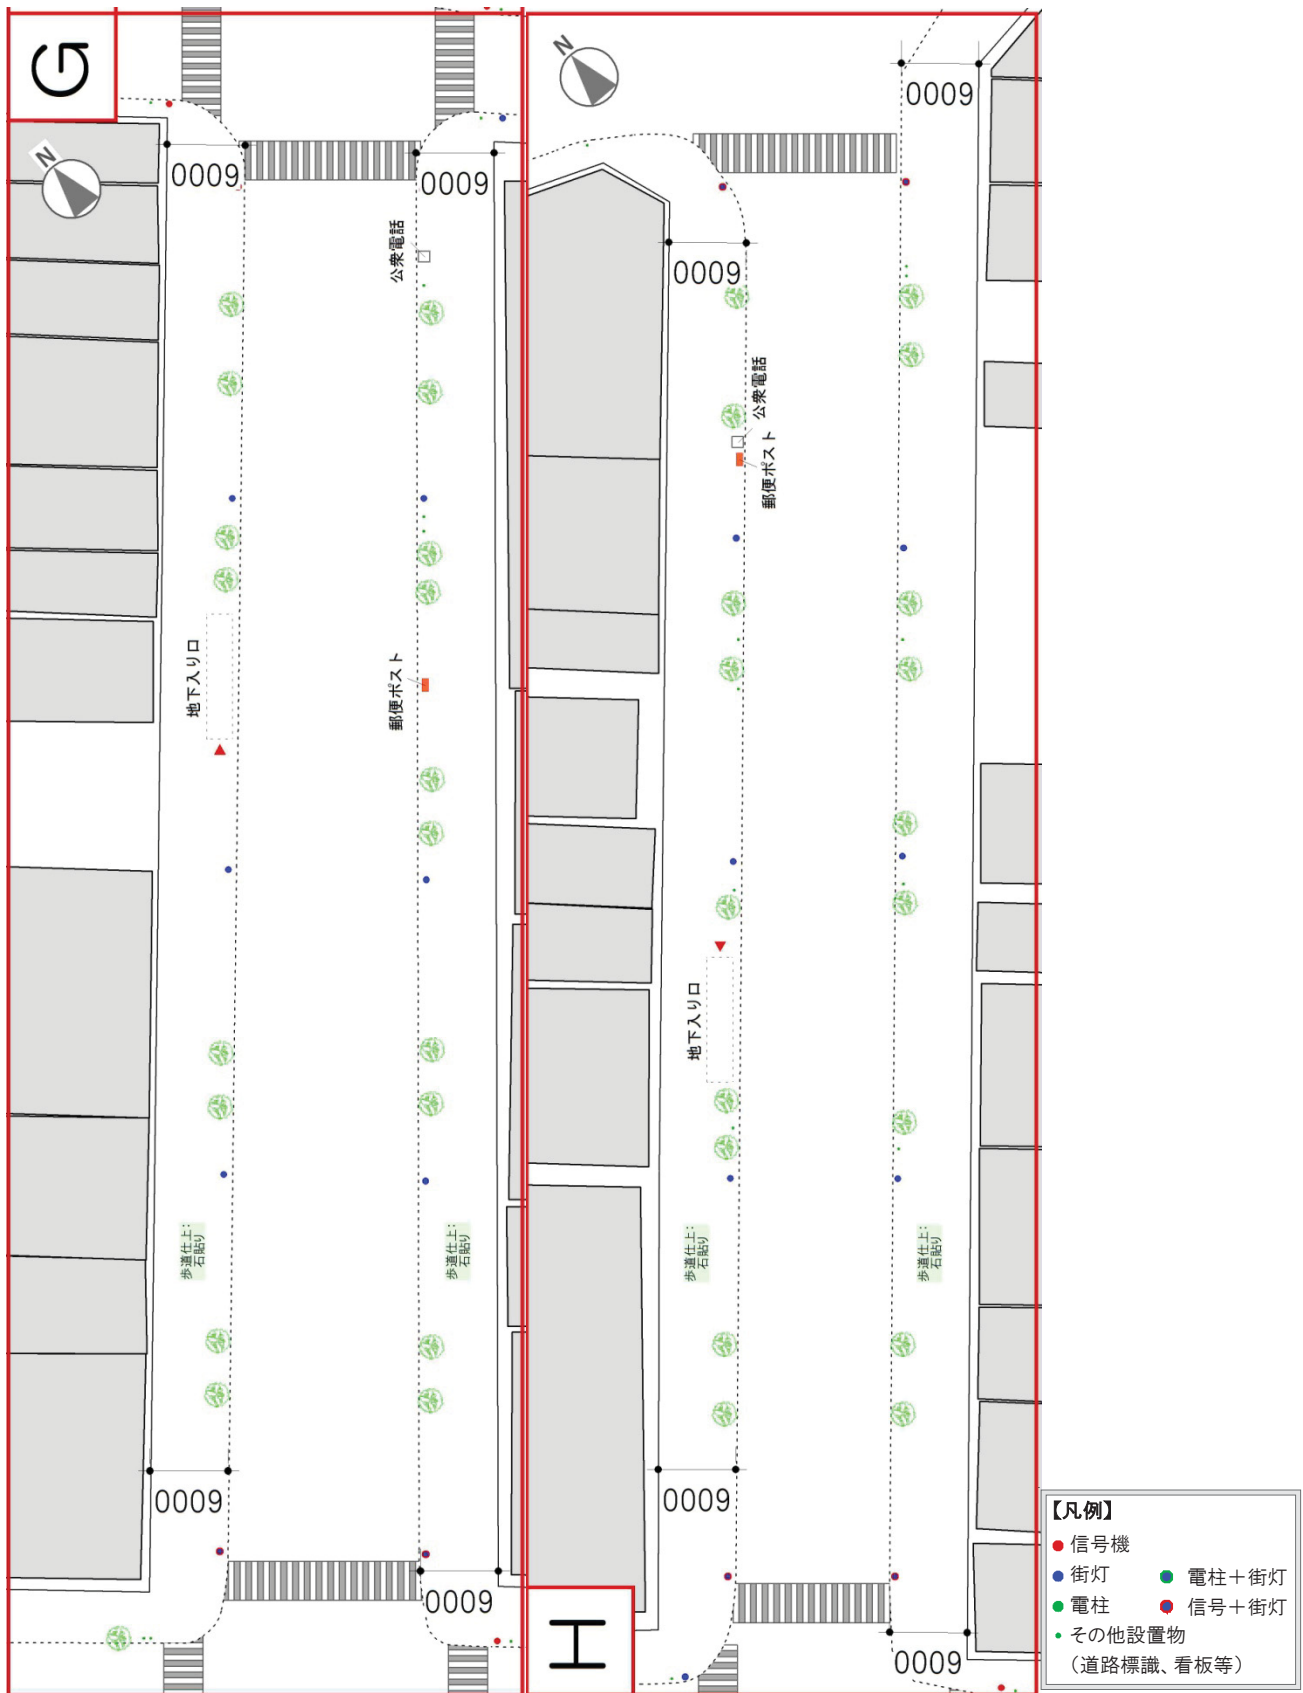 G
N
0009
0009
公衆電話
地下入り口
郵便ポスト
歩道仕上：
石貼り
歩道仕上：
石貼り
0009
0009
N
0009
0009
公衆電話
郵便ポスト
地下入り口
歩道仕上：
石貼り
歩道仕上：
石貼り
0009
H
0009
【凡例】
信号機
街灯
電柱＋街灯
電柱
信号＋街灯
その他設置物
（道路標識、看板等）